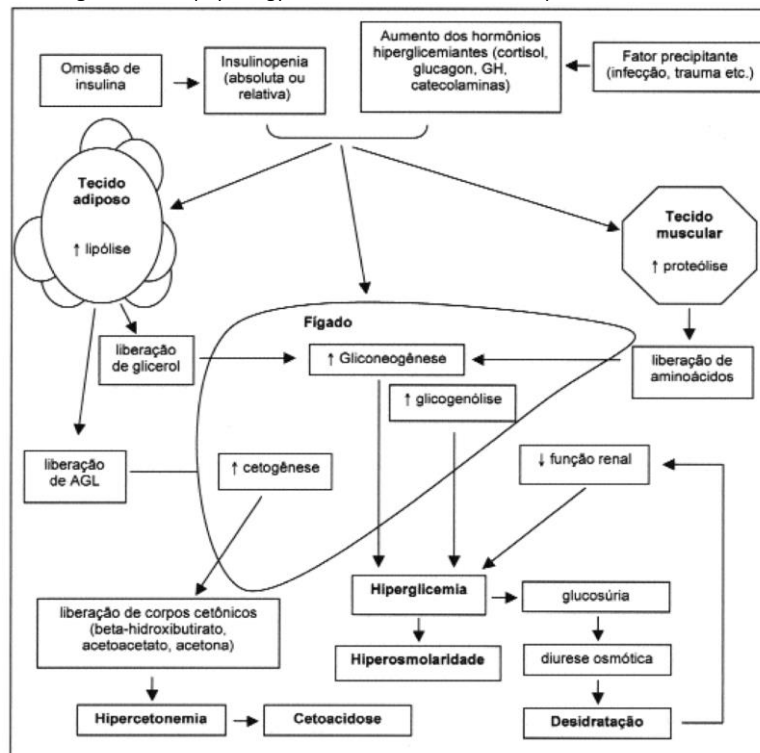 Omissão de
insulina
Insulinopenia
(absoluta ou
relativa)
Aumento dos hormônios
hiperglicemiantes (cortisol,
glucagon, GH,
catecolaminas)
Fator precipitante
(infecção, trauma etc.)
Tecido
adiposo
↑ lipólise
Tecido
muscular
↑ proteólise
Fígado
liberação
de glicerol
↑ Gliconeogênese
liberação de
aminoácidos
↑ glicogenólise
liberação
de AGL
↑ cetogênese
↓ função renal
Hiperglicemia
glucosúria
liberação de corpos cetônicos
(beta-hidroxibutirato,
acetoacetato, acetona)
Hiperosmolaridade
diurese osmótica
Hipercetonemia
Cetoacidose
Desidratação